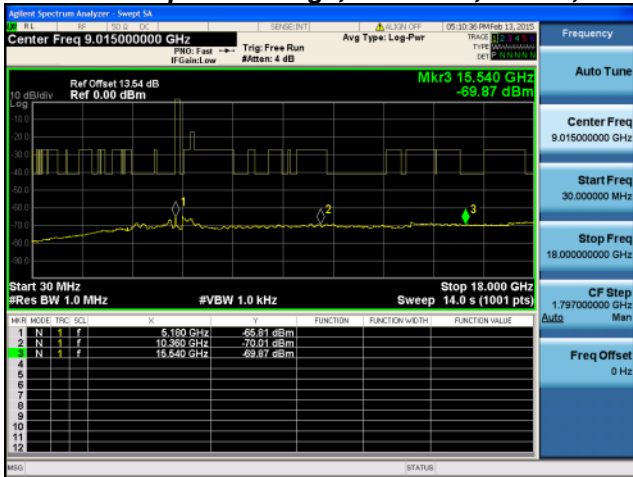 Agilent Spectrum Analyzer - Swept SA
RL RF 50 Ω DC SENSE:INT ALIGN OFF 05:10:36 PM Feb 13, 2015
Center Freq 9.015000000 GHz
PNO: Fast
IFGain:Low
Trig: Free Run
#Atten: 4 dB
Avg Type: Log-Pwr
TRACE 1 2 3 4 5 6
TYPE
DET P N N N N N
Ref Offset 13.54 dB
10 dB/div Ref 0.00 dBm
Log
Mkr3 15.540 GHz
-69.87 dBm
-10.0
-20.0
-30.0
-40.0
-50.0
-60.0
-70.0
-80.0
-90.0
1
2
3
Start 30 MHz
Stop 18.000 GHz
#Res BW 1.0 MHz #VBW 1.0 kHz Sweep 14.0 s (1001 pts)
MKR MODE TRC SCL X Y FUNCTION FUNCTION WIDTH FUNCTION VALUE
1 N 1 f 5.180 GHz -65.81 dBm
2 N 1 f 10.360 GHz -70.01 dBm
3 N 1 f 15.540 GHz -69.87 dBm
4
5
6
7
8
9
10
11
12
MSG STATUS
Frequency
Auto Tune
Center Freq
9.015000000 GHz
Start Freq
30.000000 MHz
Stop Freq
18.000000000 GHz
CF Step
1.797000000 GHz
Auto Man
Freq Offset
0 Hz